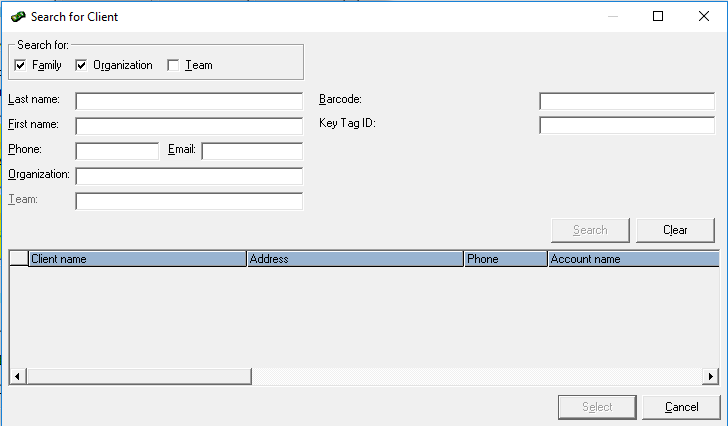 Search for Client
Search for:
Family Organization Team
Last name:
Barcode:
First name:
Key Tag ID:
Phone: Email:
Organization:
Team:
Search Clear
Client name Address Phone Account name
Select Cancel